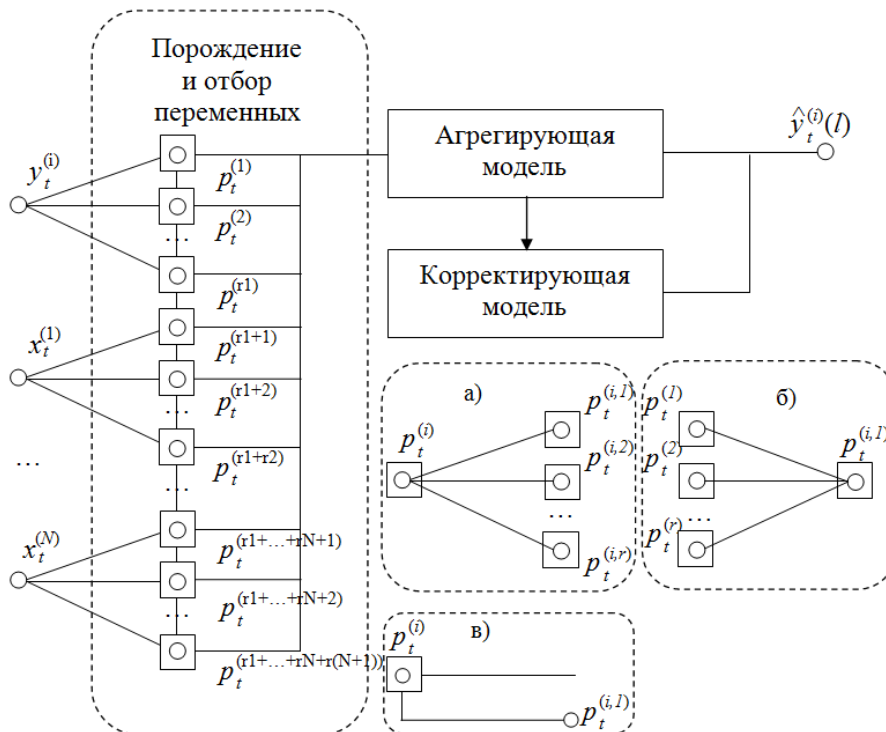 Порождение
и отбор
переменных
Агрегирующая
модель
Корректирующая
модель
ŷ_t^(i)(l)
y_t^(i)
x_t^(1)
...
x_t^(N)
p_t^(1)
p_t^(2)
...
p_t^(r1)
p_t^(r1+1)
p_t^(r1+2)
...
p_t^(r1+r2)
...
p_t^(r1+...+rN+1)
p_t^(r1+...+rN+2)
...
p_t^(r1+...+rN+r(N+1))
а)
p_t^(i)
p_t^(i,1)
p_t^(i,2)
...
p_t^(i,r)
б)
p_t^(1)
p_t^(2)
...
p_t^(r)
p_t^(i,1)
в)
p_t^(i)
p_t^(i,1)